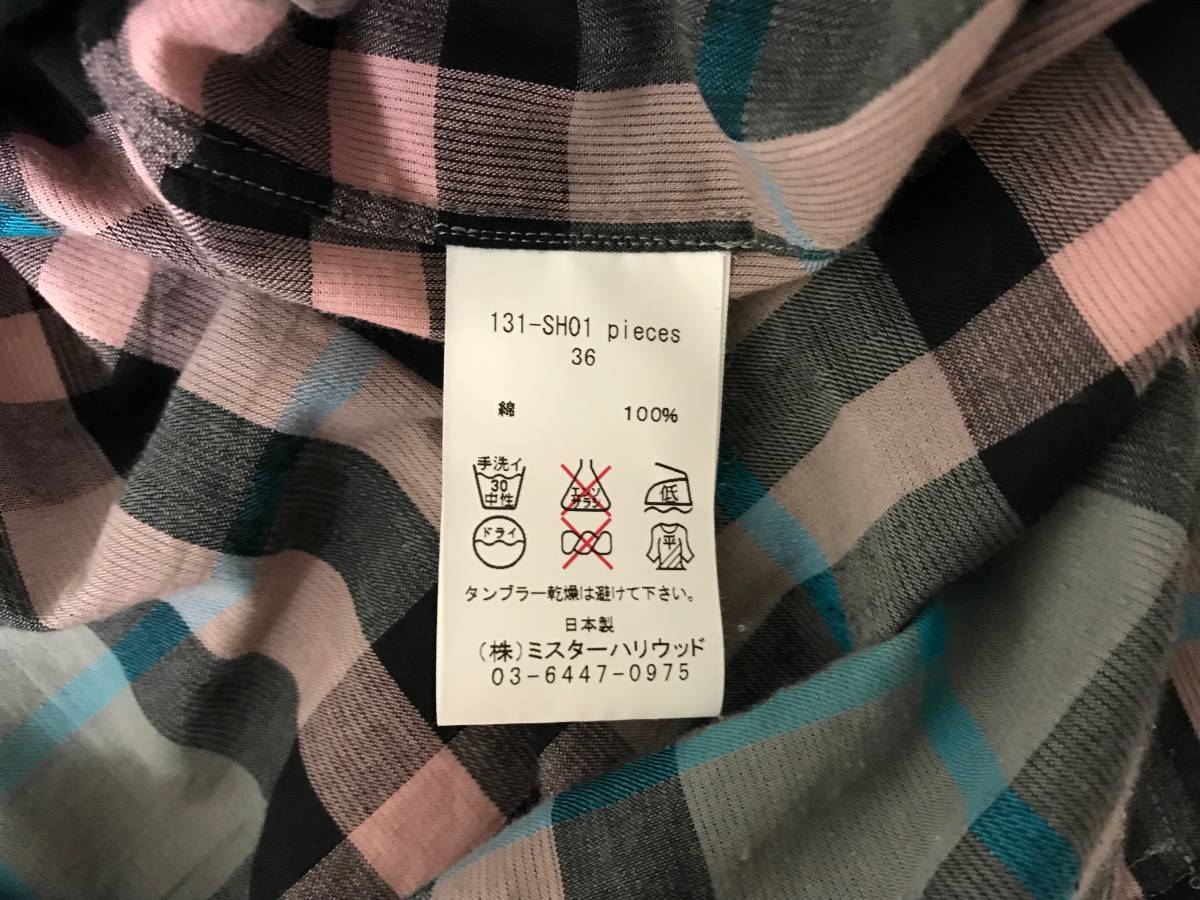 131-SH01 pieces
36
綿 100%
手洗イ
30
中性
エンソ
サラシ
低
ドライ
平
タンブラー乾燥は避けて下さい。
日本製
(株)ミスターハリウッド
03-6447-0975